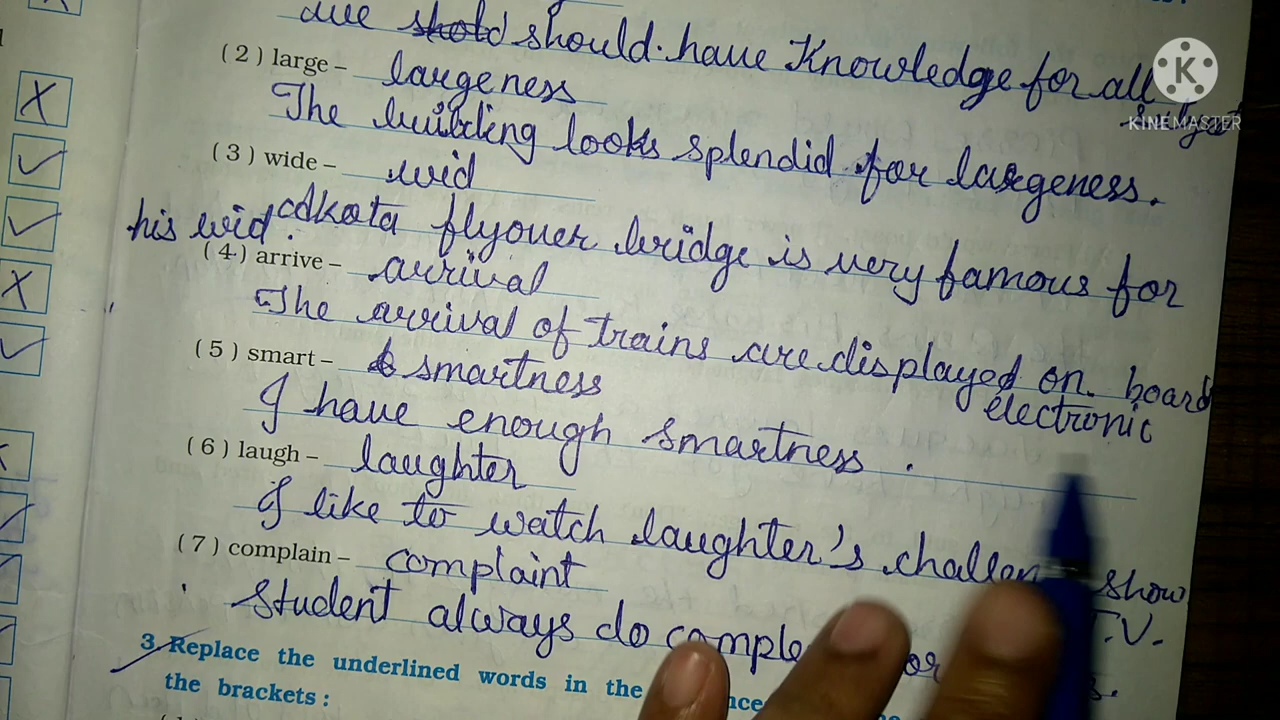 should have Knowledge for all
(2) large – largeness
The building looks splendid for largeness.
(3) wide – wid
colkata flyover bridge is very famous for
his wid.
(4) arrive – arrival
The arrival of trains are displayed on board
electronic
(5) smart – smartness
I have enough smartness.
(6) laugh – laughter
I like to watch laughter's show
T.V.
(7) complain – complaint
Student always do
3. Replace the underlined words in the
the brackets :
KINEMASTER